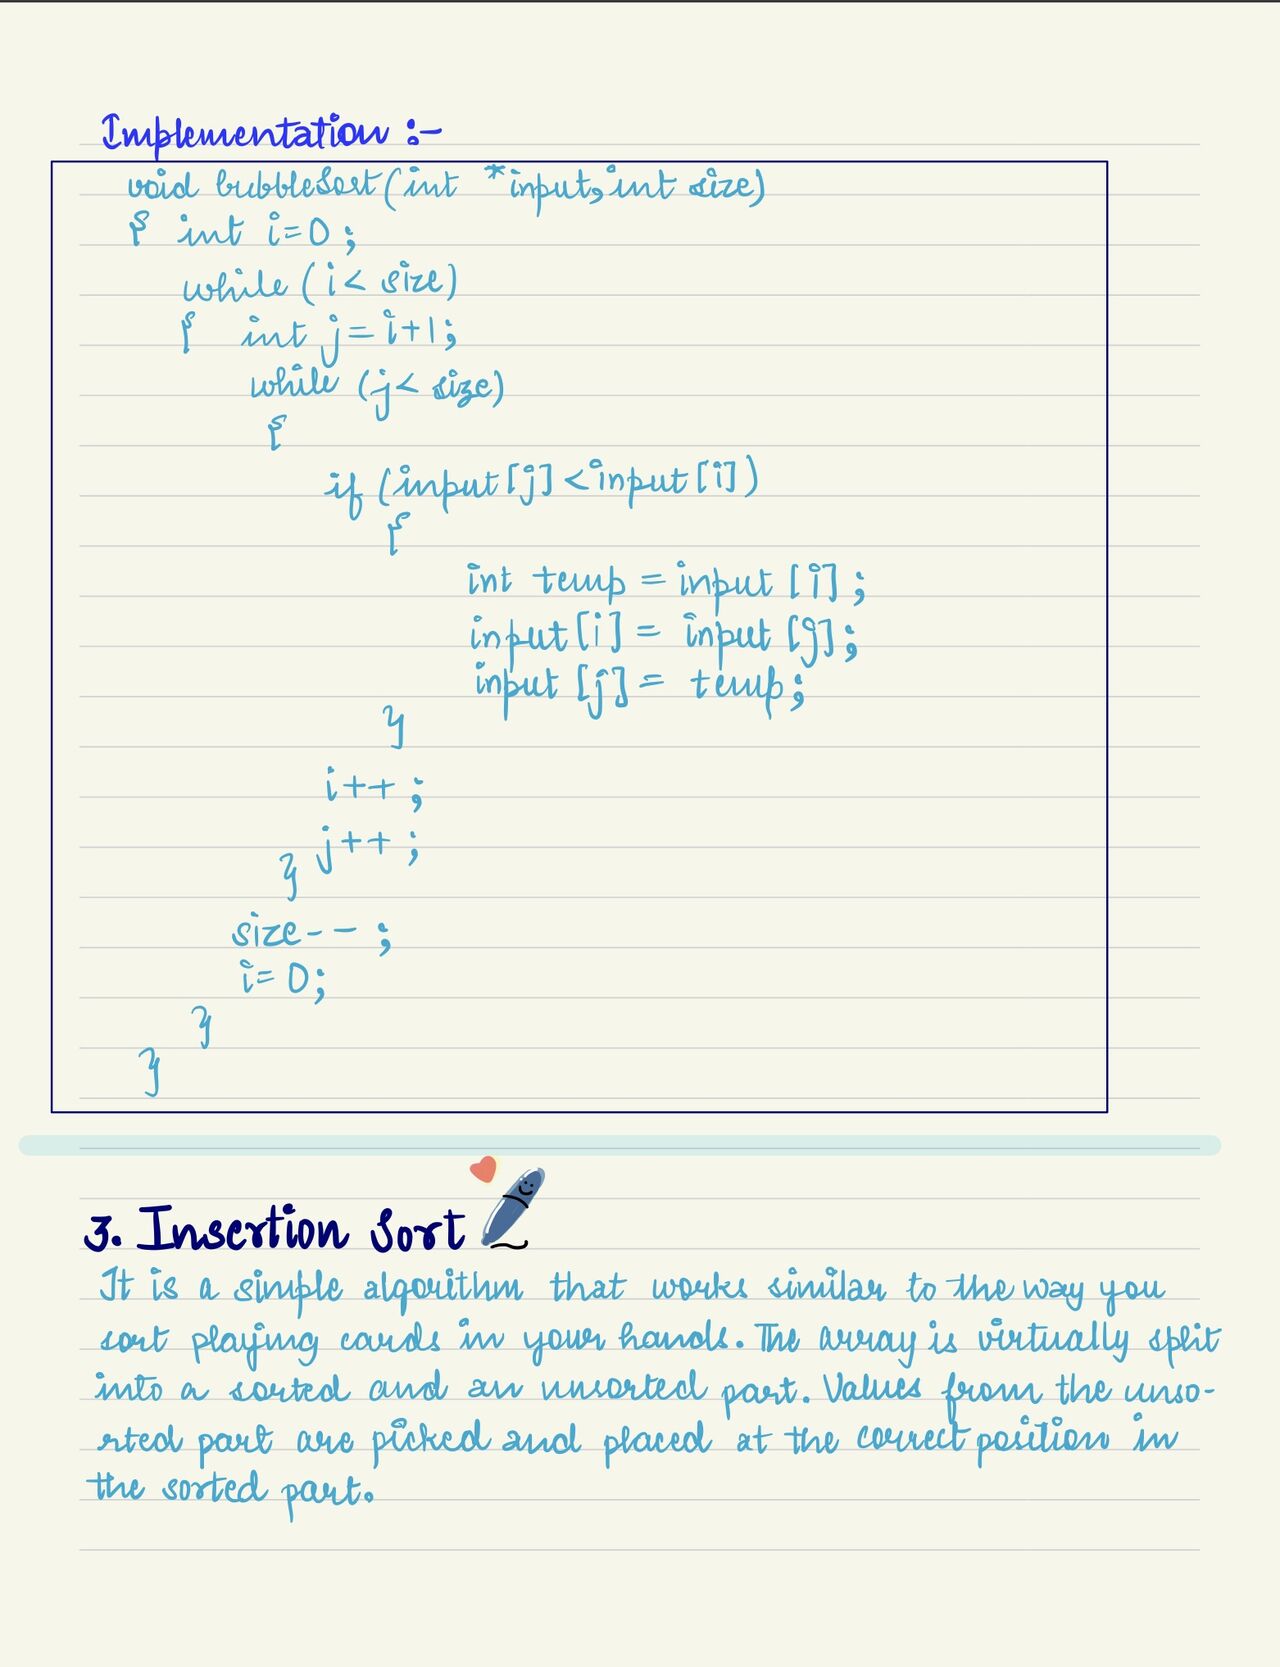 Implementation :-
void bubbleSort(int *input, int size)
{ int i=0;
while (i< size)
{ int j=i+1;
while (j< size)
{
if (input[j]<input[i])
{
int temp = input [i];
input[i] = input [j];
input [j] = temp;
}
i++;
j++;
}
size--;
i=0;
}
}
3. Insertion Sort
It is a simple algorithm that works similar to the way you
sort playing cards in your hands. The array is virtually split
into a sorted and an unsorted part. Values from the unso-
rted part are picked and placed at the correct position in
the sorted part.